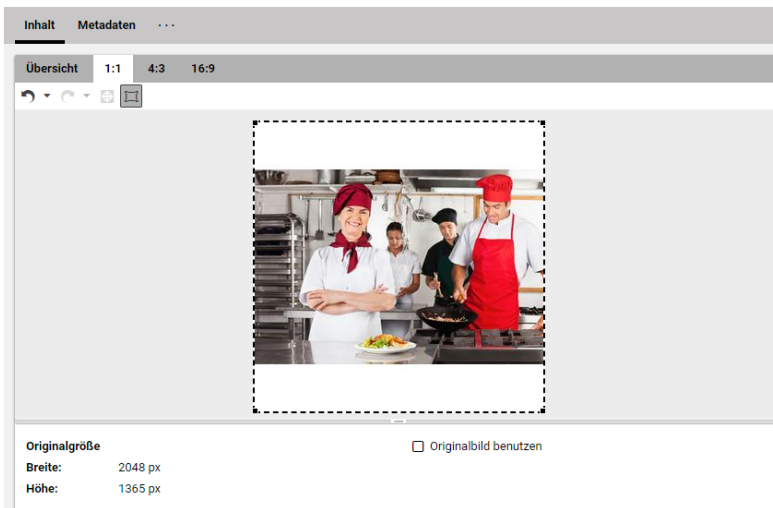 Inhalt Metadaten ···
Übersicht 1:1 4:3 16:9
Originalgröße
Originalbild benutzen
Breite: 2048 px
Höhe: 1365 px